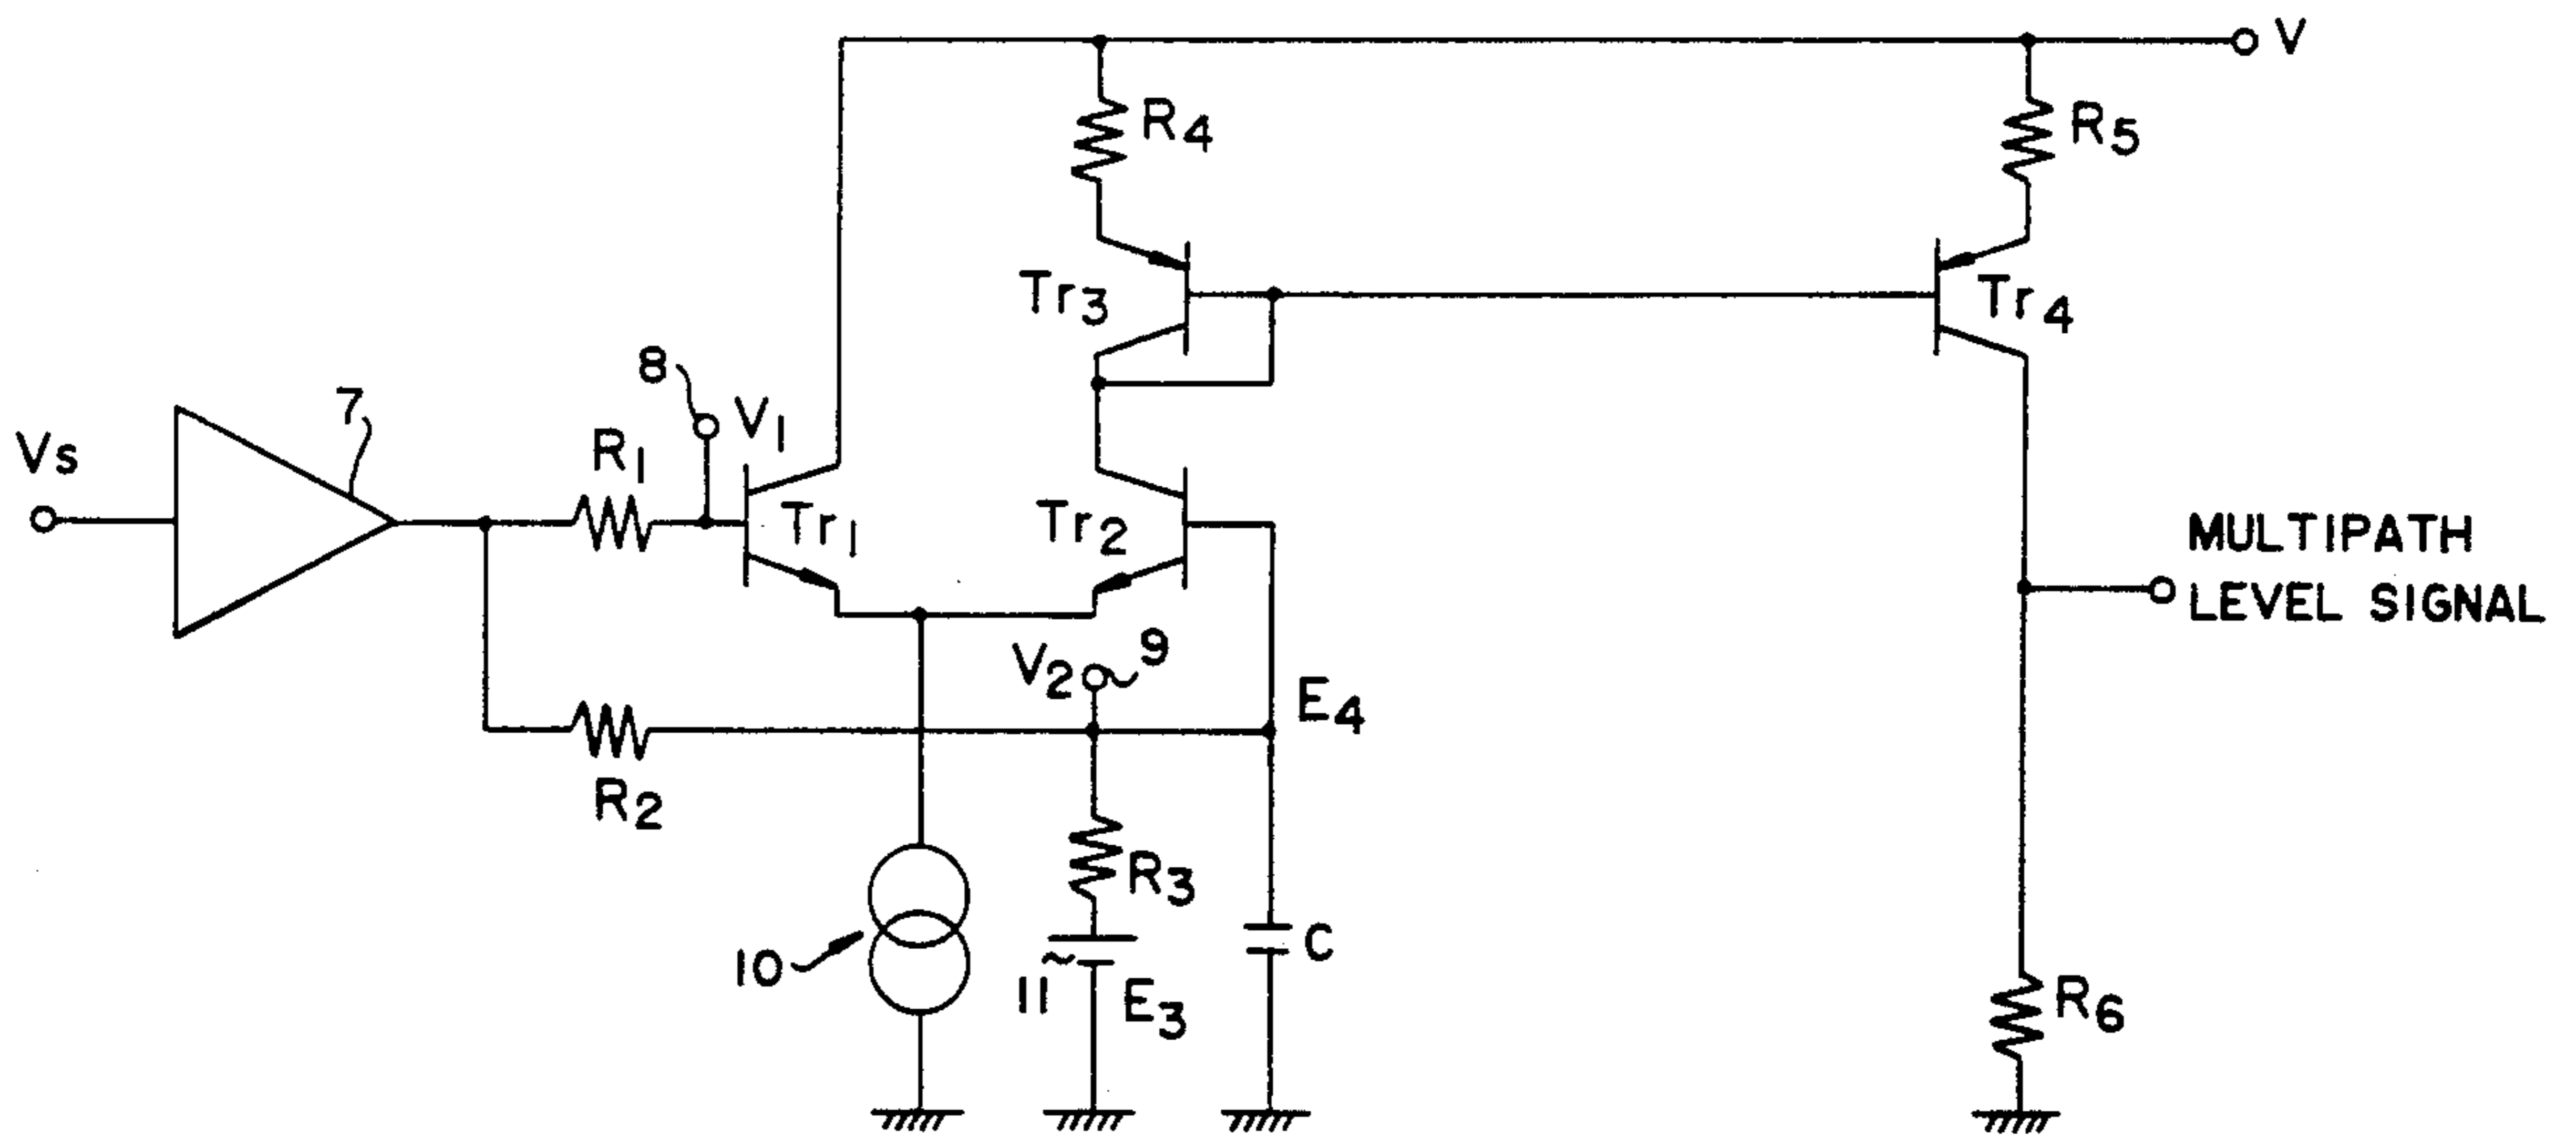 V
R4
R5
Tr3
Tr4
8
V1
7
Vs
R1
Tr1
Tr2
MULTIPATH
LEVEL SIGNAL
V2
9
E4
R2
R3
10
11
E3
C
R6